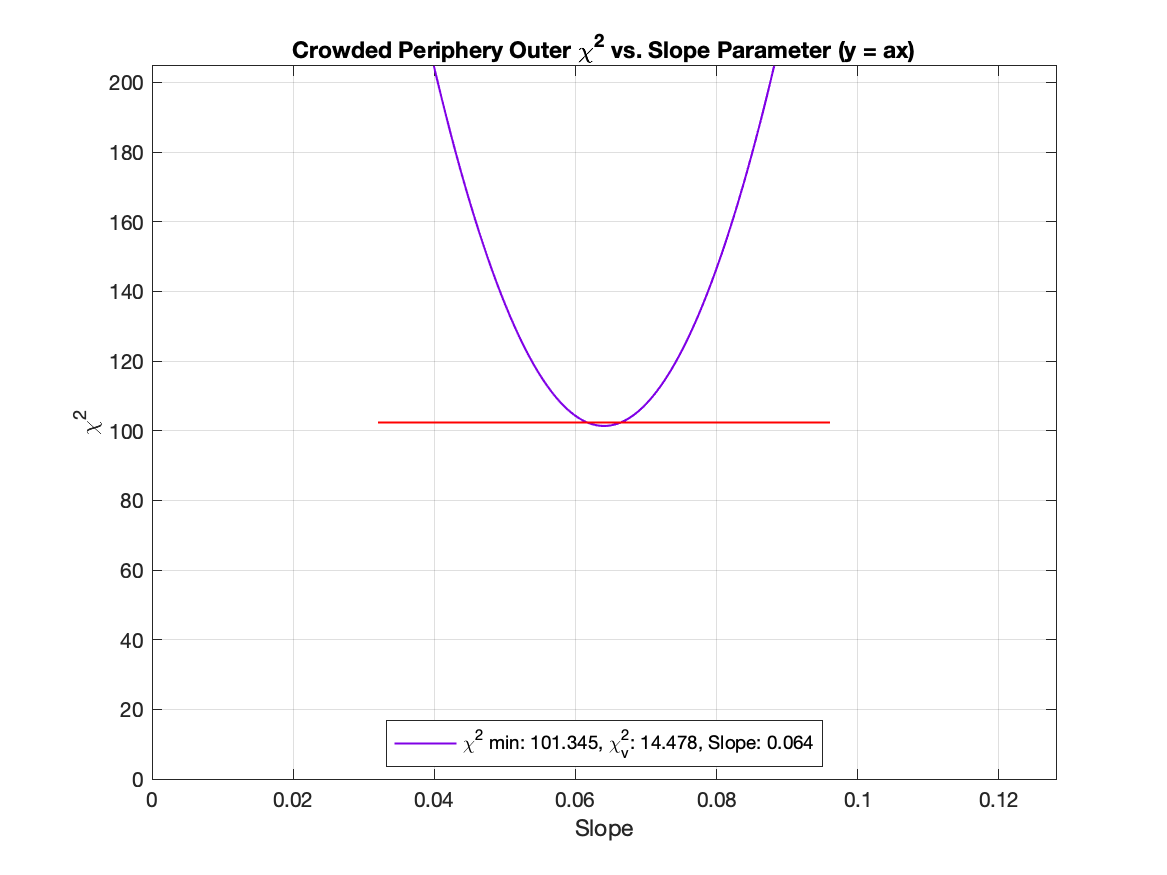 Crowded Periphery Outer χ² vs. Slope Parameter (y = ax)
200
180
160
140
120
100
80
60
40
20
0
χ²
χ² min: 101.345, χ²ᵥ: 14.478, Slope: 0.064
0 0.02 0.04 0.06 0.08 0.1 0.12
Slope